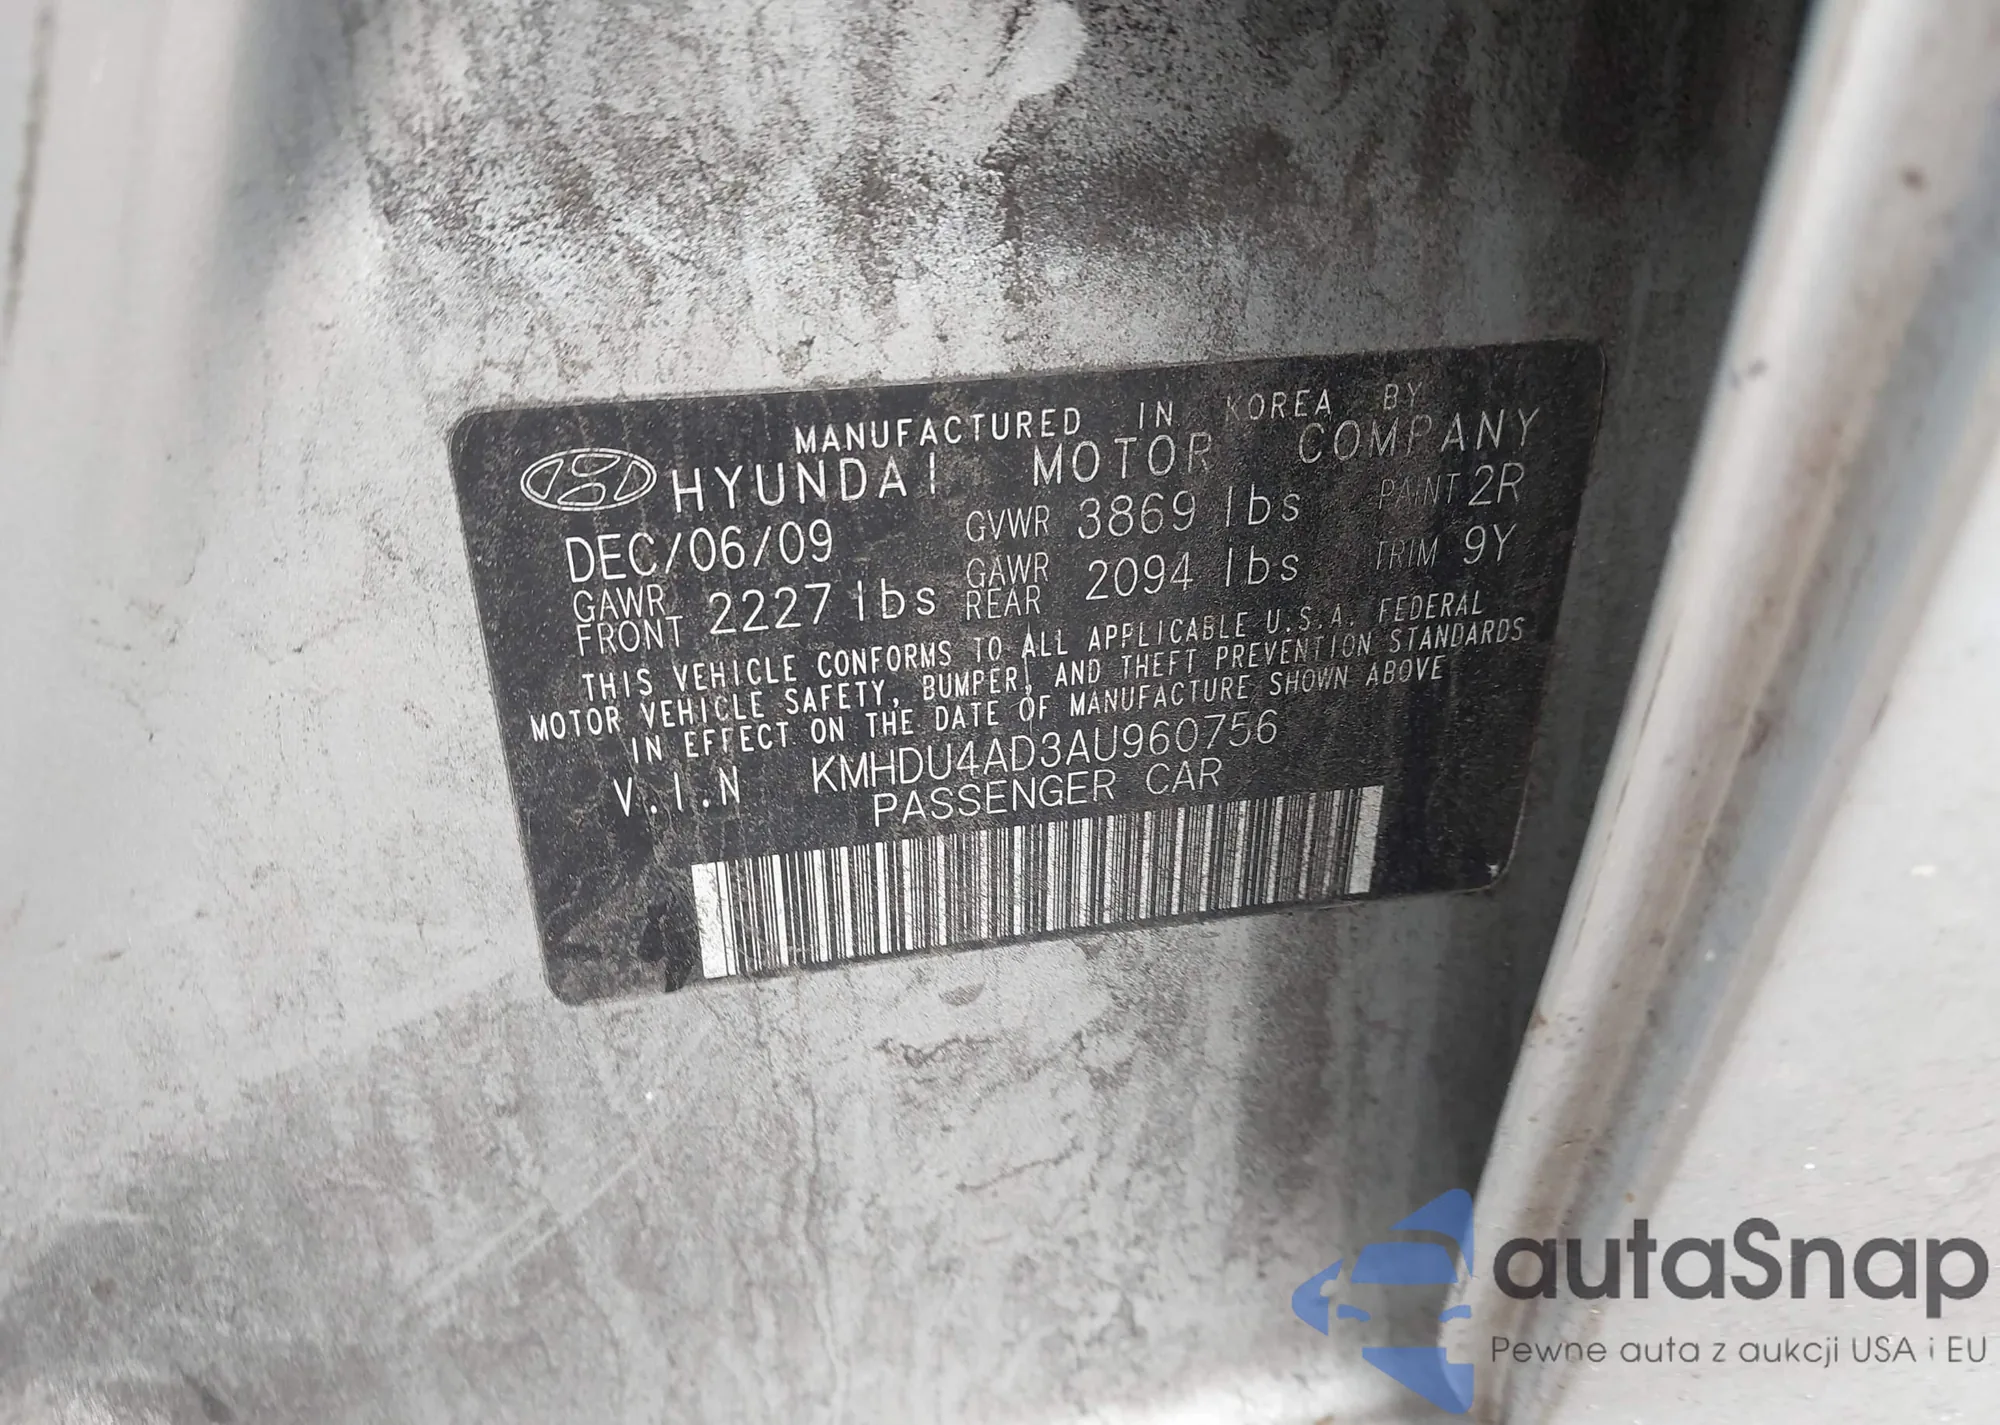 MANUFACTURED IN KOREA BY
HYUNDAI MOTOR COMPANY
DEC/06/09 GVWR 3869 lbs PAINT 2R
GAWR FRONT 2227 lbs GAWR REAR 2094 lbs TRIM 9Y
THIS VEHICLE CONFORMS TO ALL APPLICABLE U.S.A. FEDERAL
MOTOR VEHICLE SAFETY, BUMPER, AND THEFT PREVENTION STANDARDS
IN EFFECT ON THE DATE OF MANUFACTURE SHOWN ABOVE
V.I.N KMHDU4AD3AU960756
PASSENGER CAR
autaSnap
Pewne auta z aukcji USA i EU